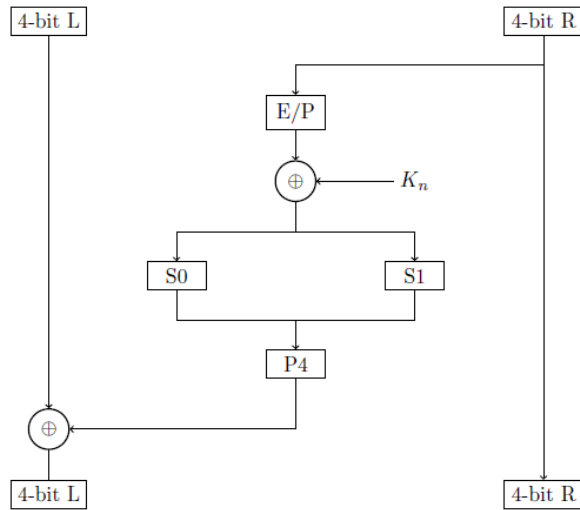 4-bit L
4-bit R
E/P
⊕
K_n
S0
S1
P4
⊕
4-bit L
4-bit R